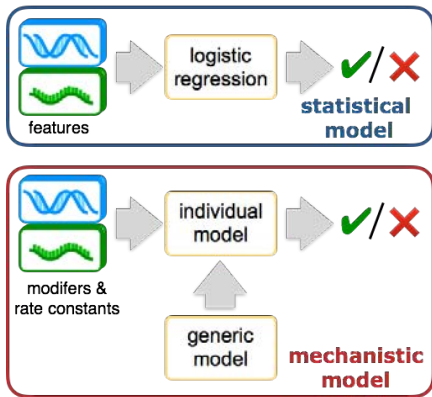 logistic
regression
✔/✘
features
statistical
model
individual
model
✔/✘
modifers &
rate constants
generic
model
mechanistic
model